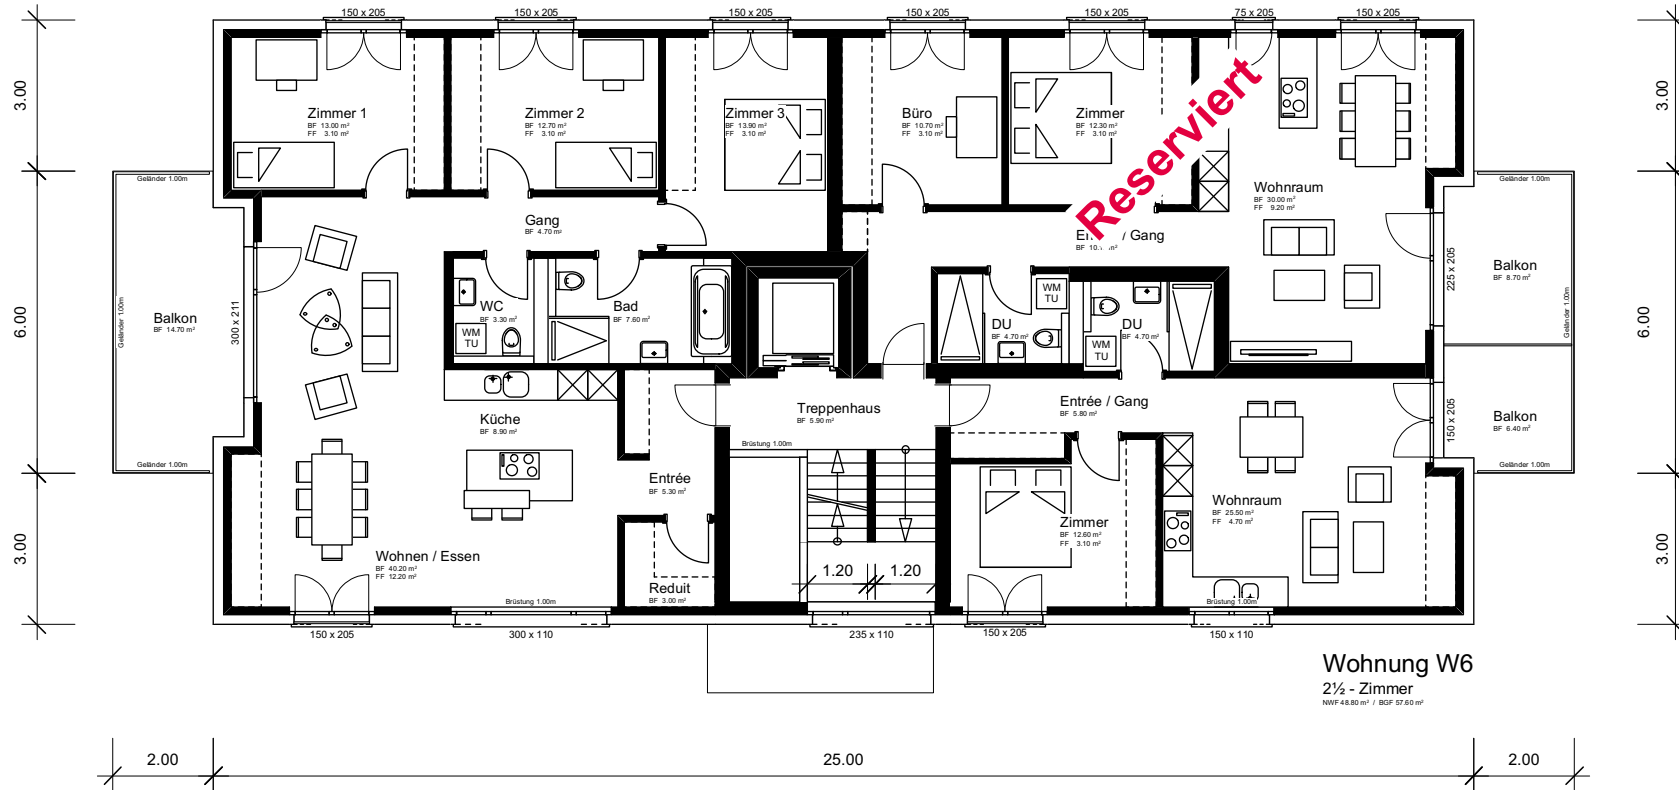 150 x 205
150 x 205
150 x 205
150 x 205
150 x 205
75 x 205
150 x 205
3.00
6.00
3.00
3.00
6.00
3.00
Zimmer 1
BF 13.00 m²
FF 3.10 m²
Zimmer 2
BF 12.70 m²
FF 3.10 m²
Zimmer 3
BF 13.90 m²
FF 3.10 m²
Büro
BF 10.70 m²
FF 3.10 m²
Zimmer
BF 12.30 m²
FF 3.10 m²
Reserviert
Wohnraum
BF 30.00 m²
FF 9.20 m²
Geländer 1.00m
Geländer 1.00m
Geländer 1.00m
Balkon
BF 14.70 m²
300 x 211
Gang
BF 4.70 m²
/ Gang
WC
BF 3.30 m²
WM
TU
Bad
BF 7.60 m²
DU
BF 4.70 m²
WM
TU
DU
BF 4.70 m²
WM
TU
225 x 205
Geländer 1.00m
Balkon
BF 8.70 m²
Geländer 1.00m
Küche
BF 8.90 m²
Treppenhaus
BF 5.90 m²
Brüstung 1.00m
Entrée / Gang
BF 5.80 m²
150 x 205
Balkon
BF 6.40 m²
Geländer 1.00m
Entrée
BF 5.30 m²
Wohnraum
BF 25.50 m²
FF 4.70 m²
Zimmer
BF 12.60 m²
FF 3.10 m²
Wohnen / Essen
BF 40.20 m²
FF 12.20 m²
Reduit
BF 3.00 m²
1.20
1.20
Brüstung 1.00m
Brüstung 1.00m
150 x 205
300 x 110
235 x 110
150 x 205
150 x 110
Wohnung W6
2½ - Zimmer
NWF 48.80 m² / BGF 57.60 m²
2.00
25.00
2.00